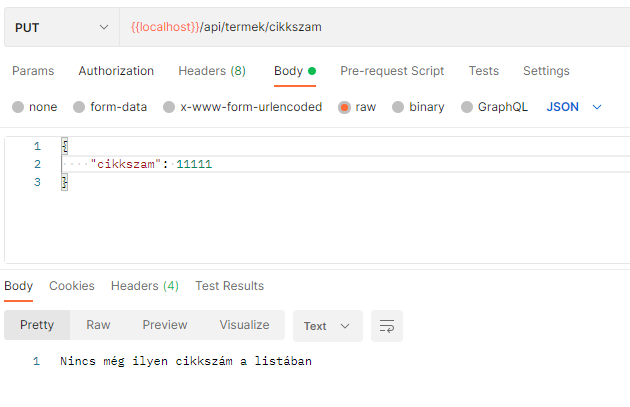 PUT {{localhost}}/api/termek/cikkszam
Params Authorization Headers (8) Body Pre-request Script Tests Settings
none form-data x-www-form-urlencoded raw binary GraphQL JSON
1 {
2 "cikkszam": 11111
3 }
Body Cookies Headers (4) Test Results
Pretty Raw Preview Visualize Text
1 Nincs még ilyen cikkszám a listában